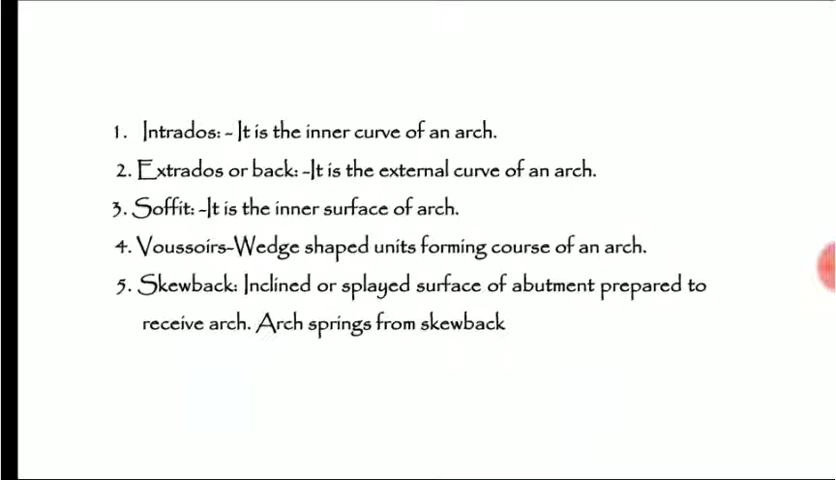 1. Intrados: - It is the inner curve of an arch.
2. Extrados or back: -It is the external curve of an arch.
3. Soffit: -It is the inner surface of arch.
4. Voussoirs-Wedge shaped units forming course of an arch.
5. Skewback: Inclined or splayed surface of abutment prepared to
receive arch. Arch springs from skewback